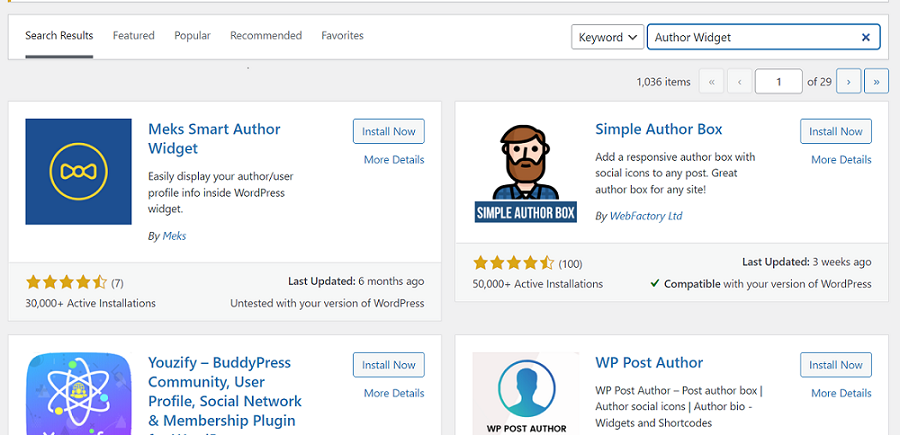 Search Results
Featured
Popular
Recommended
Favorites
Keyword
Author Widget
1,036 items
«
‹
1
of 29
›
»
Meks Smart Author
Widget
Install Now
More Details
Easily display your author/user
profile info inside WordPress
widget.
By Meks
(7)
Last Updated: 6 months ago
30,000+ Active Installations
Untested with your version of WordPress
SIMPLE AUTHOR BOX
Simple Author Box
Install Now
More Details
Add a responsive author box with
social icons to any post. Great
author box for any site!
By WebFactory Ltd
(100)
Last Updated: 3 weeks ago
50,000+ Active Installations
Compatible with your version of WordPress
Youzify – BuddyPress
Community, User
Profile, Social Network
& Membership Plugin
Install Now
More Details
WP POST AUTHOR
WP Post Author
Install Now
More Details
WP Post Author – Post author box |
Author social icons | Author bio -
Widgets and Shortcodes